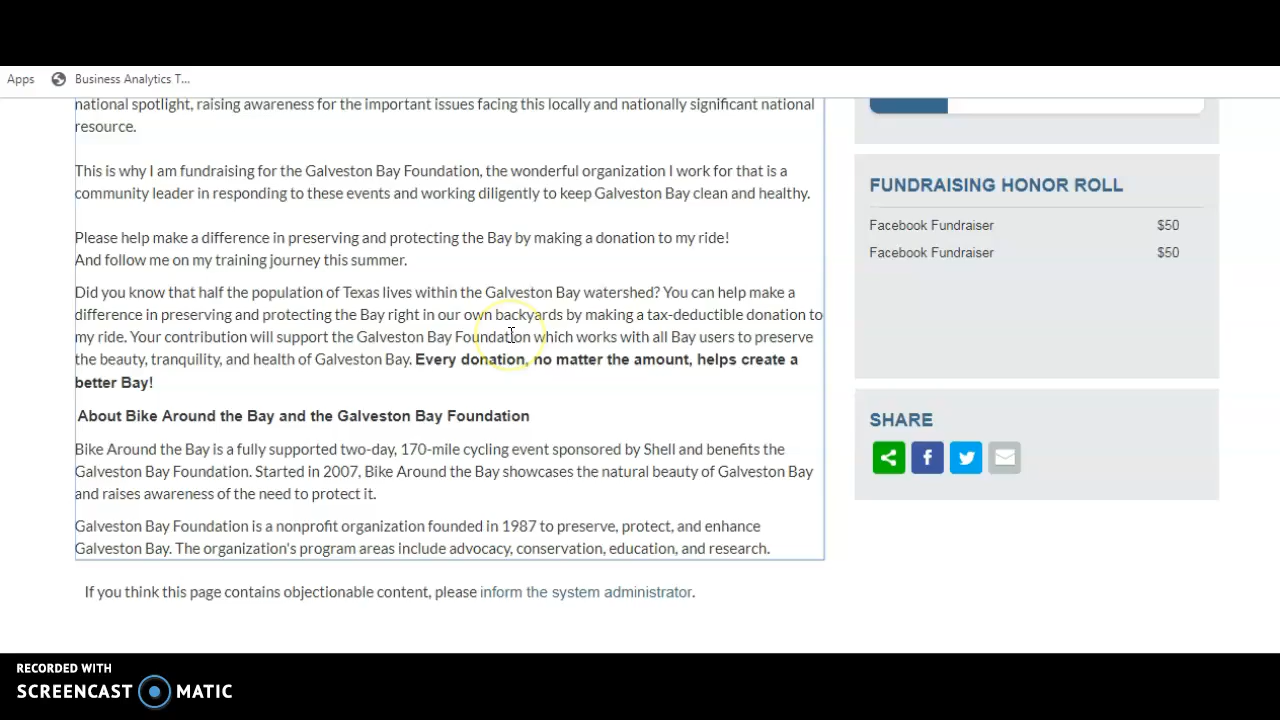 Apps Business Analytics T...
national spotlight, raising awareness for the important issues facing this locally and nationally significant national
resource.
This is why I am fundraising for the Galveston Bay Foundation, the wonderful organization I work for that is a
community leader in responding to these events and working diligently to keep Galveston Bay clean and healthy.
Please help make a difference in preserving and protecting the Bay by making a donation to my ride!
And follow me on my training journey this summer.
Did you know that half the population of Texas lives within the Galveston Bay watershed? You can help make a
difference in preserving and protecting the Bay right in our own backyards by making a tax-deductible donation to
my ride. Your contribution will support the Galveston Bay Foundation which works with all Bay users to preserve
the beauty, tranquility, and health of Galveston Bay. Every donation, no matter the amount, helps create a
better Bay!
About Bike Around the Bay and the Galveston Bay Foundation
Bike Around the Bay is a fully supported two-day, 170-mile cycling event sponsored by Shell and benefits the
Galveston Bay Foundation. Started in 2007, Bike Around the Bay showcases the natural beauty of Galveston Bay
and raises awareness of the need to protect it.
Galveston Bay Foundation is a nonprofit organization founded in 1987 to preserve, protect, and enhance
Galveston Bay. The organization's program areas include advocacy, conservation, education, and research.
If you think this page contains objectionable content, please inform the system administrator.
FUNDRAISING HONOR ROLL
Facebook Fundraiser $50
Facebook Fundraiser $50
SHARE
RECORDED WITH
SCREENCAST MATIC